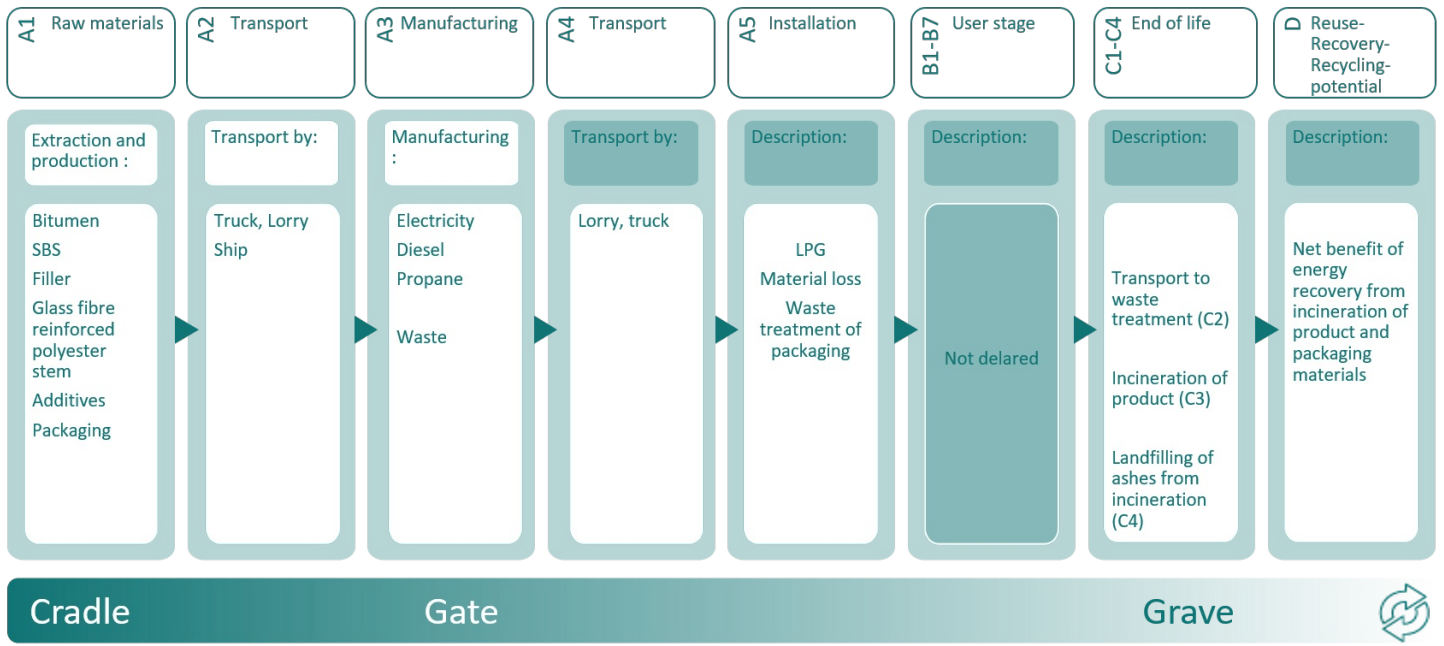 A1 Raw materials
A2 Transport
A3 Manufacturing
A4 Transport
A5 Installation
B1-B7 User stage
C1-C4 End of life
D Reuse-
Recovery-
Recycling-
potential
Extraction and
production :
Bitumen
SBS
Filler
Glass fibre
reinforced
polyester
stem
Additives
Packaging
Transport by:
Truck, Lorry
Ship
Manufacturing
:
Electricity
Diesel
Propane
Waste
Transport by:
Lorry, truck
Description:
LPG
Material loss
Waste
treatment of
packaging
Description:
Not delared
Description:
Transport to
waste
treatment (C2)
Incineration of
product (C3)
Landfilling of
ashes from
incineration
(C4)
Description:
Net benefit of
energy
recovery from
incineration of
product and
packaging
materials
Cradle
Gate
Grave